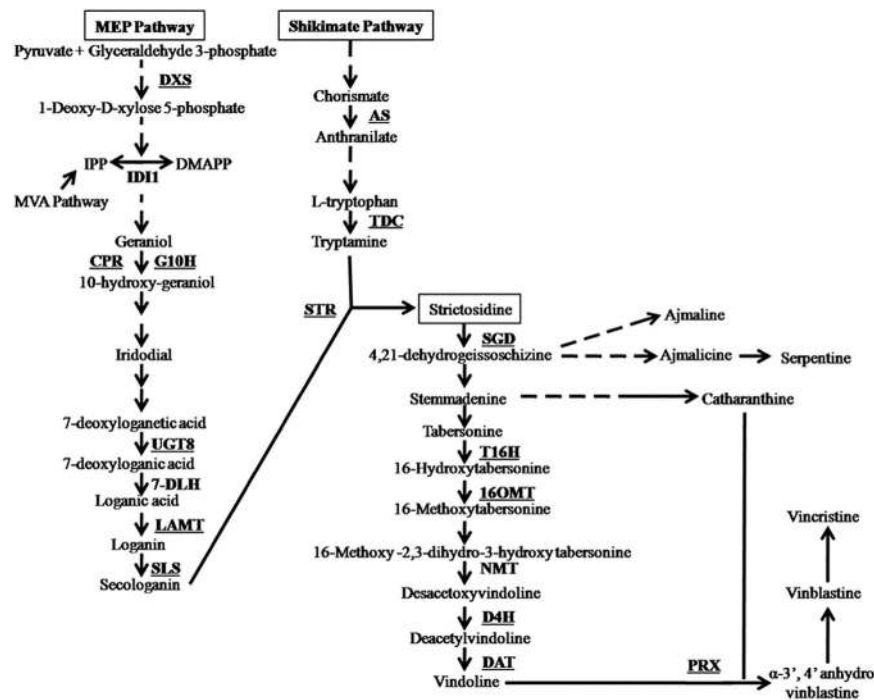 MEP Pathway
Pyruvate + Glyceraldehyde 3-phosphate
DXS
1-Deoxy-D-xylose 5-phosphate
IPP
DMAPP
IDI1
MVA Pathway
Geraniol
CPR
G10H
10-hydroxy-geraniol
Iridodial
7-deoxyloganetic acid
UGT8
7-deoxyloganic acid
7-DLH
Loganic acid
LAMT
Loganin
SLS
Secologanin
Shikimate Pathway
Chorismate
AS
Anthranilate
L-tryptophan
TDC
Tryptamine
STR
Strictosidine
SGD
4,21-dehydrogeissoschizine
Ajmaline
Ajmalicine
Serpentine
Stemmadenine
Catharanthine
Tabersonine
T16H
16-Hydroxytabersonine
16OMT
16-Methoxytabersonine
16-Methoxy -2,3-dihydro-3-hydroxy tabersonine
NMT
Desacetoxyvindoline
D4H
Deacetylvindoline
DAT
Vindoline
PRX
α-3’, 4’ anhydro
vinblastine
Vinblastine
Vincristine